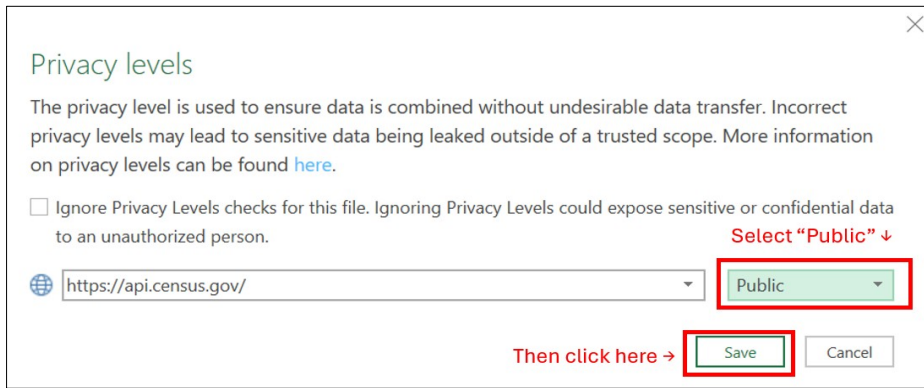 Privacy levels
The privacy level is used to ensure data is combined without undesirable data transfer. Incorrect
privacy levels may lead to sensitive data being leaked outside of a trusted scope. More information
on privacy levels can be found here.
Ignore Privacy Levels checks for this file. Ignoring Privacy Levels could expose sensitive or confidential data
to an unauthorized person.
Select “Public” ↓
https://api.census.gov/
Public
Then click here →
Save
Cancel